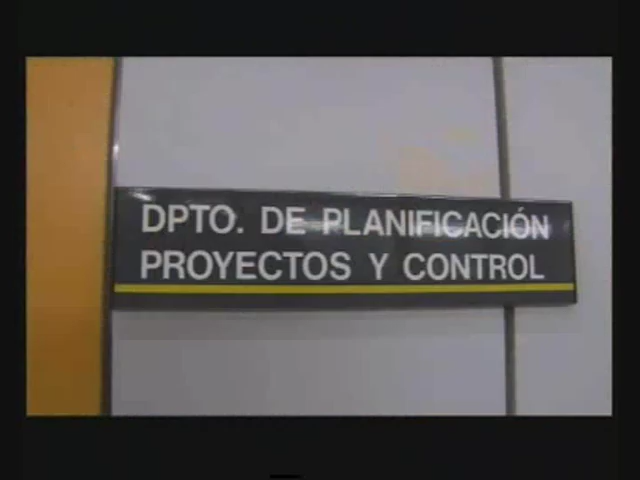 DPTO. DE PLANIFICACIÓN
PROYECTOS Y CONTROL